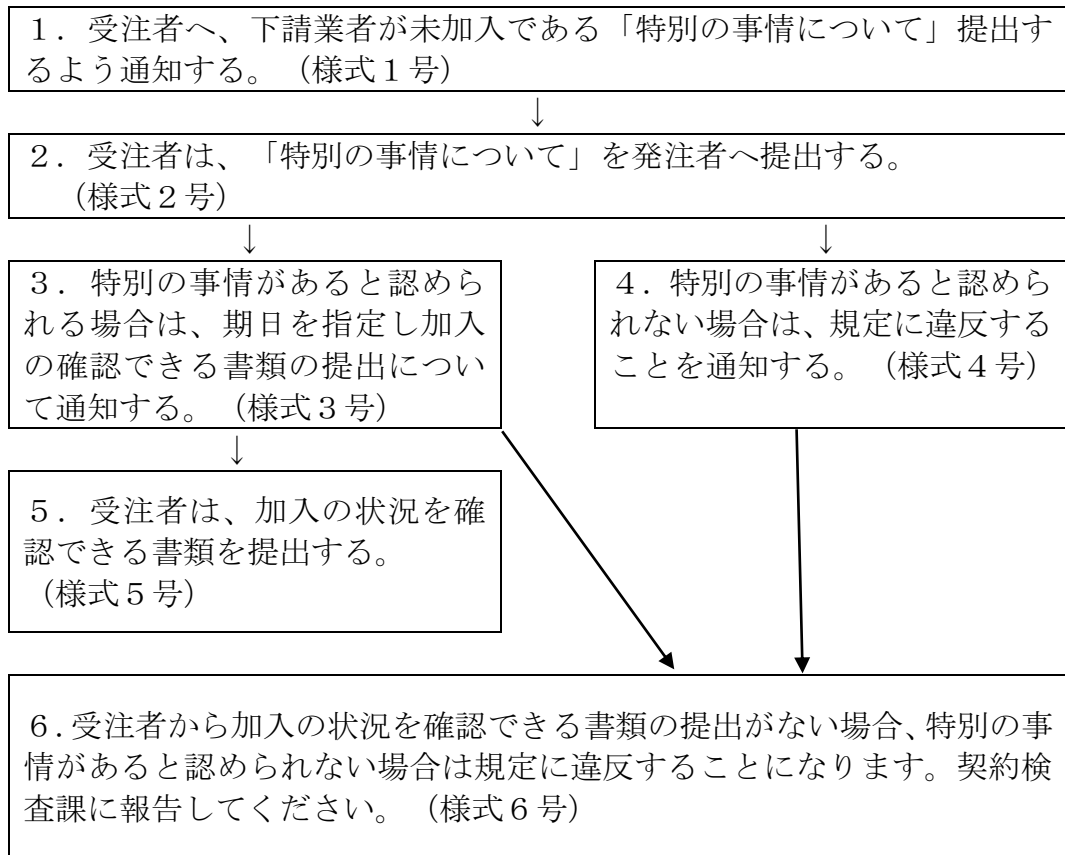 １．受注者へ、下請業者が未加入である「特別の事情について」提出す
るよう通知する。（様式１号）
↓
２．受注者は、「特別の事情について」を発注者へ提出する。
（様式２号）
↓ ↓
３．特別の事情があると認めら
れる場合は、期日を指定し加入
の確認できる書類の提出につい
て通知する。（様式３号）
４．特別の事情があると認めら
れない場合は、規定に違反する
ことを通知する。（様式４号）
↓
５．受注者は、加入の状況を確
認できる書類を提出する。
（様式５号）
６.受注者から加入の状況を確認できる書類の提出がない場合、特別の事
情があると認められない場合は規定に違反することになります。契約検
査課に報告してください。（様式６号）